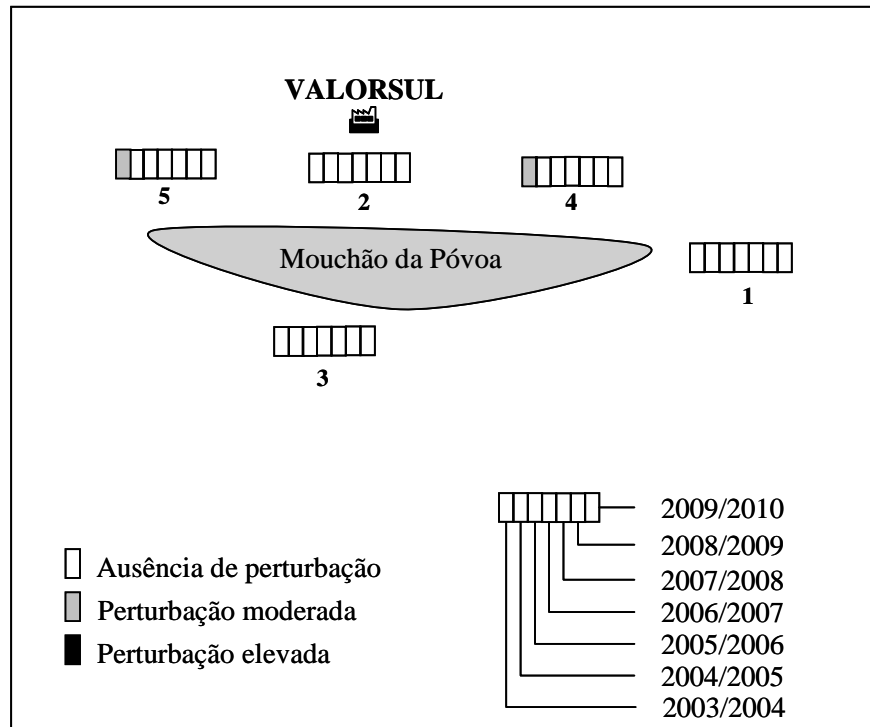 VALORSUL
5
2
4
Mouchão da Póvoa
1
3
2009/2010
2008/2009
Ausência de perturbação
2007/2008
Perturbação moderada
2006/2007
Perturbação elevada
2005/2006
2004/2005
2003/2004